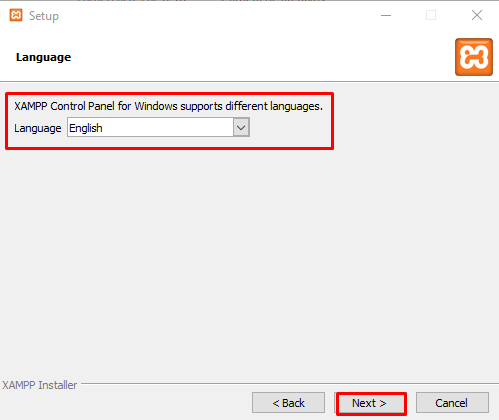 Setup
Language
XAMPP Control Panel for Windows supports different languages.
Language English
XAMPP Installer
< Back Next > Cancel